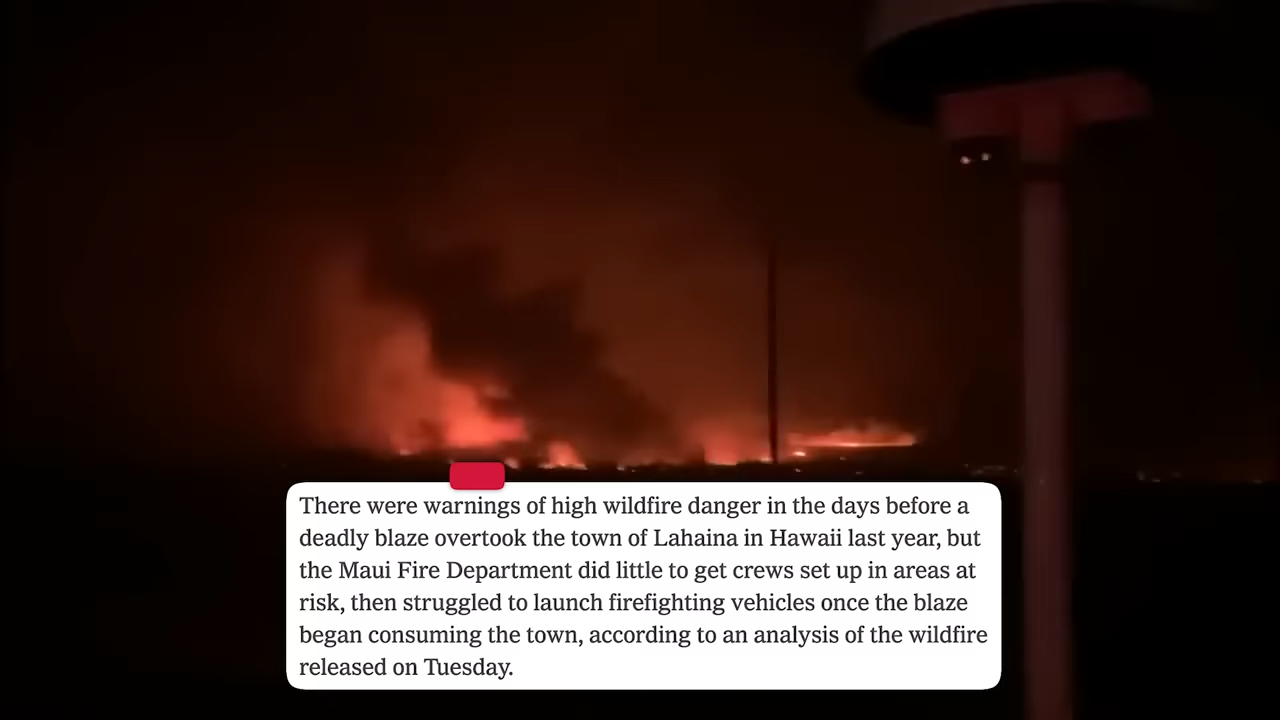 There were warnings of high wildfire danger in the days before a
deadly blaze overtook the town of Lahaina in Hawaii last year, but
the Maui Fire Department did little to get crews set up in areas at
risk, then struggled to launch firefighting vehicles once the blaze
began consuming the town, according to an analysis of the wildfire
released on Tuesday.